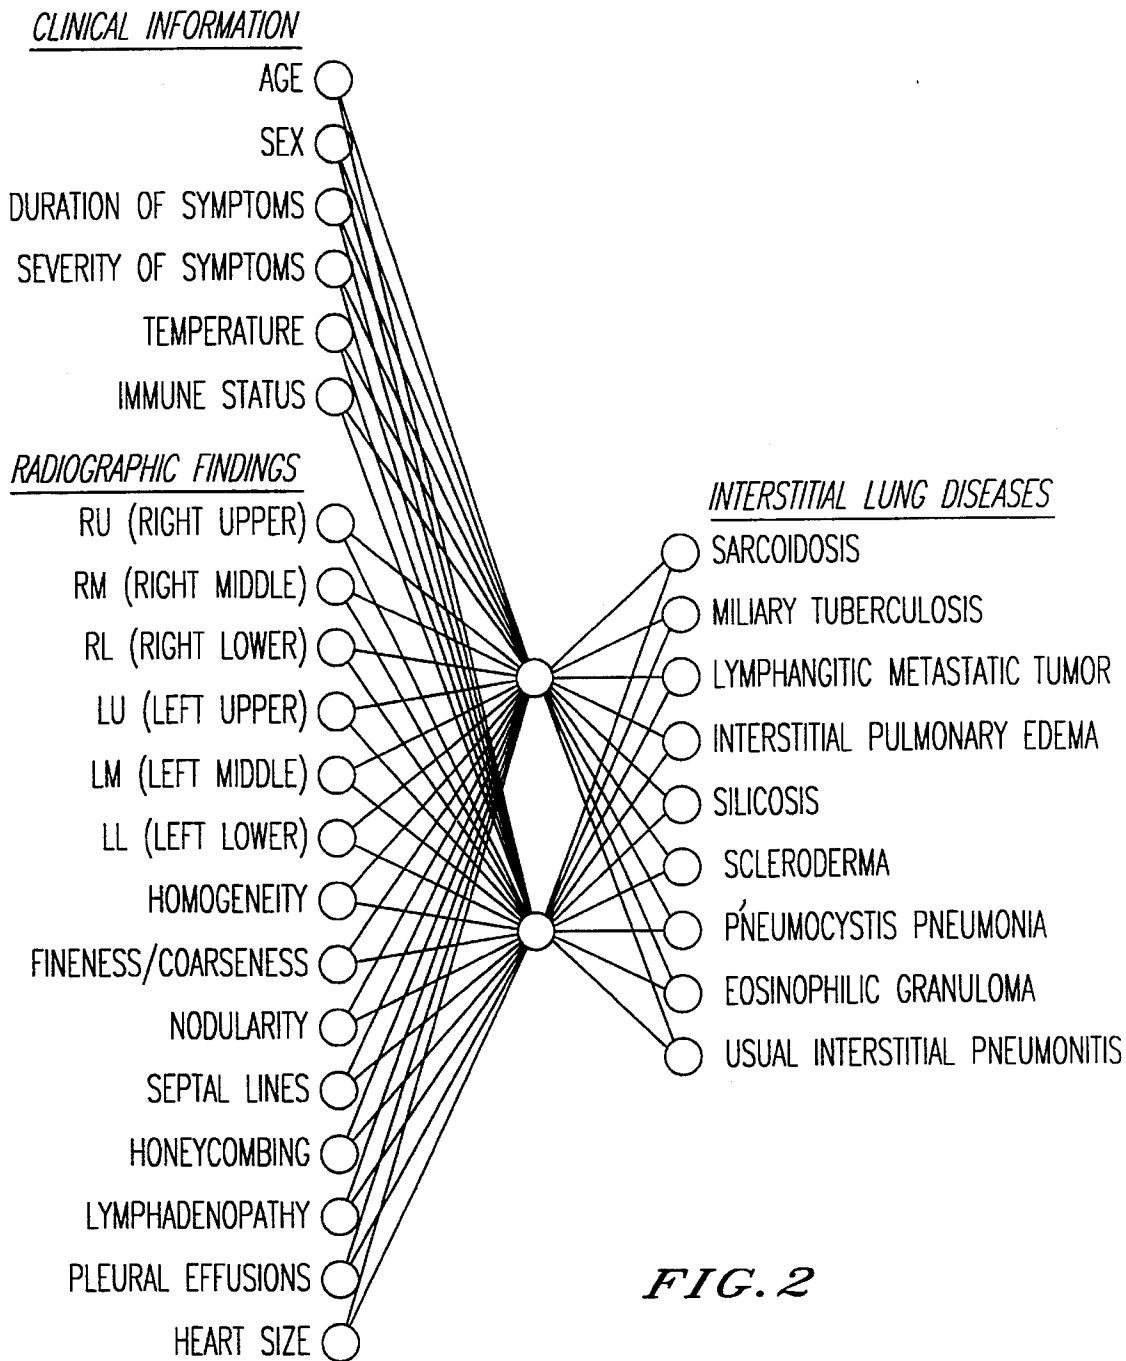 CLINICAL INFORMATION
AGE
SEX
DURATION OF SYMPTOMS
SEVERITY OF SYMPTOMS
TEMPERATURE
IMMUNE STATUS
RADIOGRAPHIC FINDINGS
RU (RIGHT UPPER)
RM (RIGHT MIDDLE)
RL (RIGHT LOWER)
LU (LEFT UPPER)
LM (LEFT MIDDLE)
LL (LEFT LOWER)
HOMOGENEITY
FINENESS/COARSENESS
NODULARITY
SEPTAL LINES
HONEYCOMBING
LYMPHADENOPATHY
PLEURAL EFFUSIONS
HEART SIZE
INTERSTITIAL LUNG DISEASES
SARCOIDOSIS
MILIARY TUBERCULOSIS
LYMPHANGITIC METASTATIC TUMOR
INTERSTITIAL PULMONARY EDEMA
SILICOSIS
SCLERODERMA
PNEUMOCYSTIS PNEUMONIA
EOSINOPHILIC GRANULOMA
USUAL INTERSTITIAL PNEUMONITIS
FIG. 2